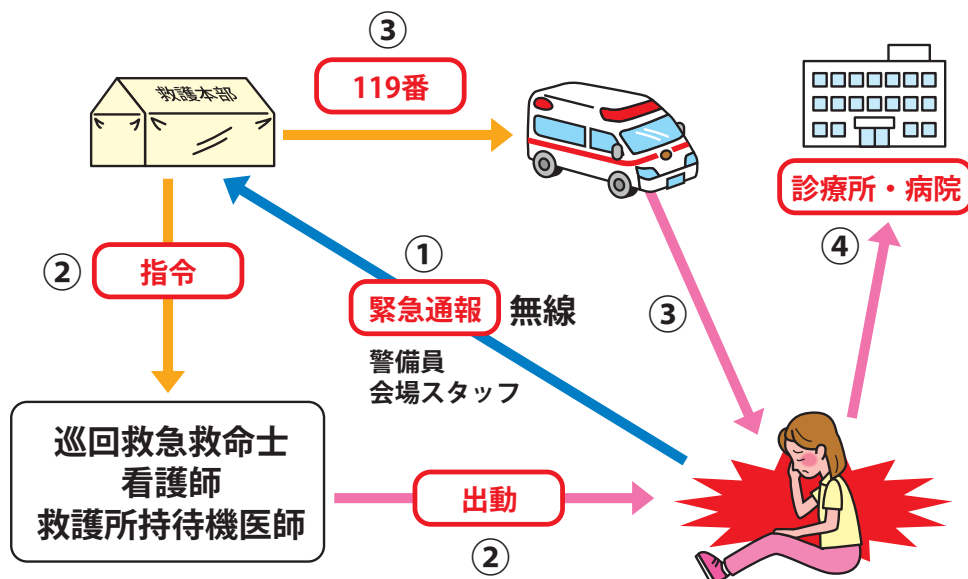 ③
119番
救護本部
診療所・病院
④
②
指令
①
緊急通報 無線
警備員
会場スタッフ
③
巡回救急救命士
看護師
救護所持待機医師
出動
②